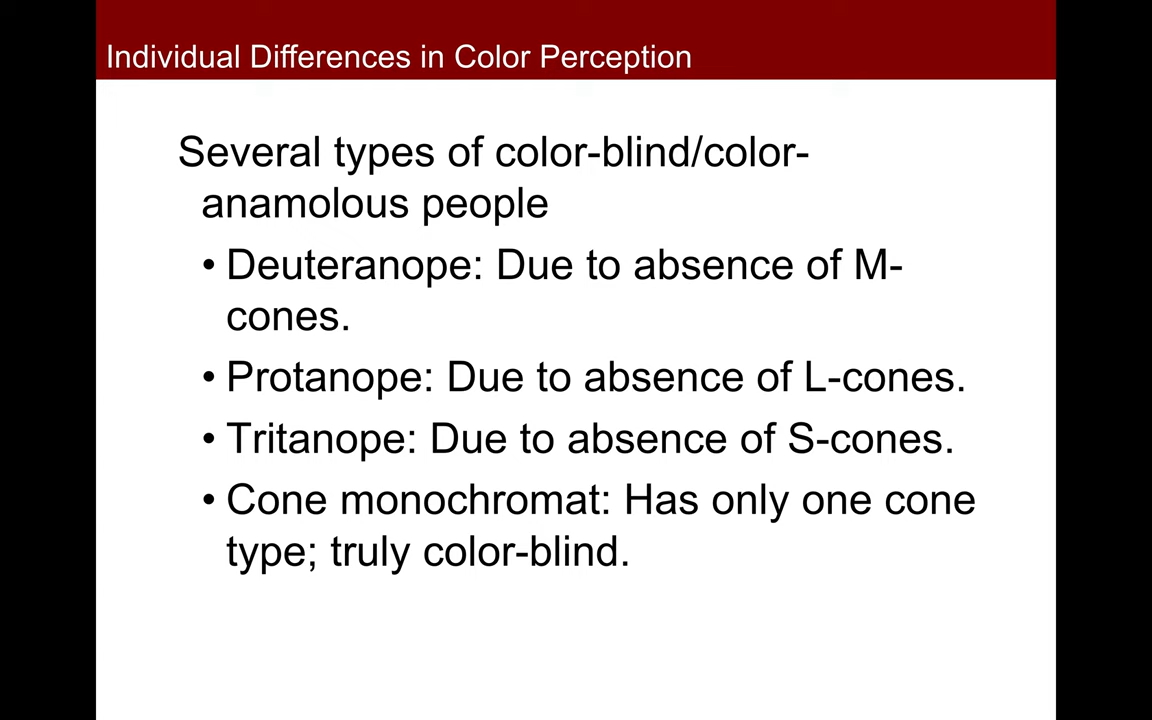 Individual Differences in Color Perception
Several types of color-blind/color-
anamolous people
• Deuteranope: Due to absence of M-
cones.
• Protanope: Due to absence of L-cones.
• Tritanope: Due to absence of S-cones.
• Cone monochromat: Has only one cone
type; truly color-blind.